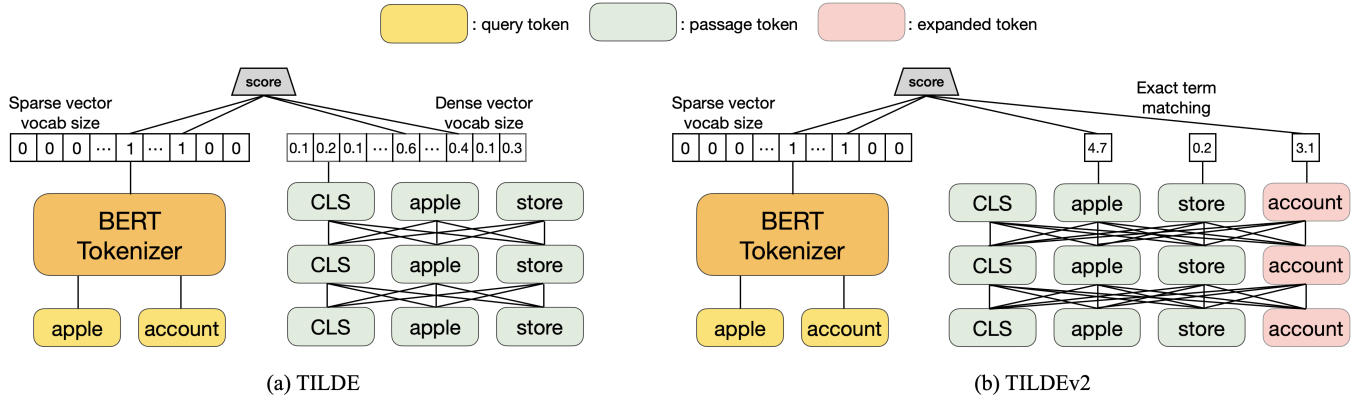 : query token
: passage token
: expanded token
score
Sparse vector
vocab size
Dense vector
vocab size
0 0 0 ··· 1 ··· 1 0 0
0.1 0.2 0.1 ··· 0.6 ··· 0.4 0.1 0.3
BERT
Tokenizer
apple account
CLS apple store
CLS apple store
CLS apple store
(a) TILDE
score
Sparse vector
vocab size
Exact term
matching
0 0 0 ··· 1 ··· 1 0 0
4.7 0.2 3.1
BERT
Tokenizer
apple account
CLS apple store account
CLS apple store account
CLS apple store account
(b) TILDEv2